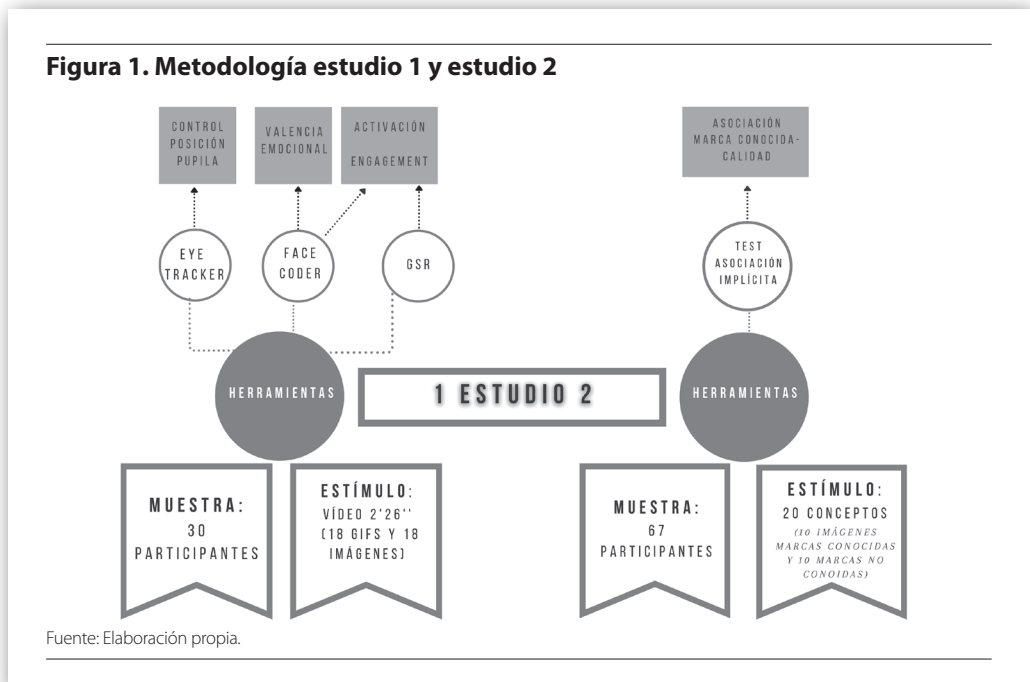 Figura 1. Metodología estudio 1 y estudio 2
CONTROL
POSICIÓN
PUPILA
VALENCIA
EMOCIONAL
ACTIVACIÓN
ENGAGEMENT
ASOCIACIÓN
MARCA CONOCIDA-
CALIDAD
EYE
TRACKER
FACE
CODER
GSR
TEST
ASOCIACIÓN
IMPLÍCITA
HERRAMIENTAS
1 ESTUDIO 2
HERRAMIENTAS
MUESTRA:
30
PARTICIPANTES
ESTÍMULO:
VÍDEO 2'26''
(18 GIFS Y 18
IMÁGENES)
MUESTRA:
67
PARTICIPANTES
ESTÍMULO:
20 CONCEPTOS
(10 IMÁGENES
MARCAS CONOCIDAS
Y 10 MARCAS NO
CONOIDAS)
Fuente: Elaboración propia.